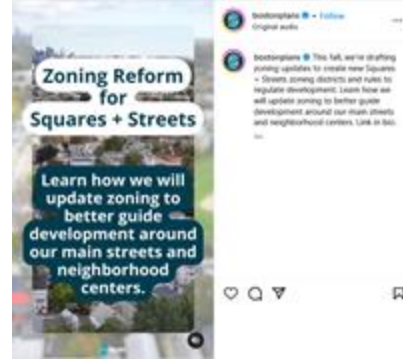 Zoning Reform
for
Squares + Streets
Learn how we will
update zoning to
better guide
development around
our main streets and
neighborhood
centers.
bostonplans • Follow
Original audio
bostonplans This fall, we're drafting
zoning updates to create new Squares
+ Streets zoning districts and rules to
regulate development. Learn how we
will update zoning to better guide
development around our main streets
and neighborhood centers. Link in bio.